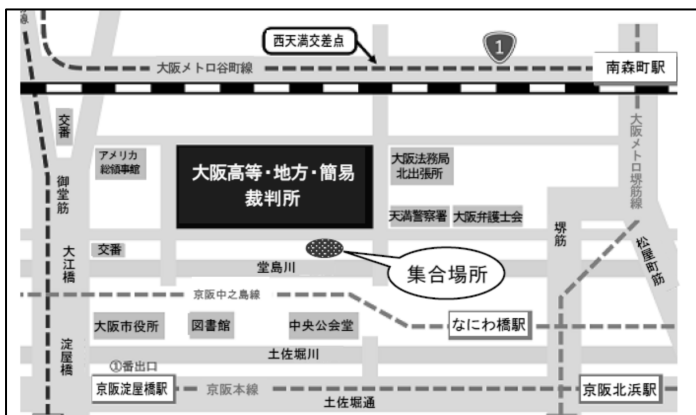 西天満交差点
1
大阪メトロ谷町線
南森町駅
交番
アメリカ
総領事館
大阪高等・地方・簡易
裁判所
大阪法務局
北出張所
大阪メトロ堺筋線
御堂筋
天満警察署
大阪弁護士会
堺筋
松屋町筋
大江橋
交番
堂島川
集合場所
京阪中之島線
大阪市役所
図書館
中央公会堂
なにわ橋駅
淀屋橋
土佐堀川
①番出口
京阪淀屋橋駅
京阪本線
土佐堀通
京阪北浜駅